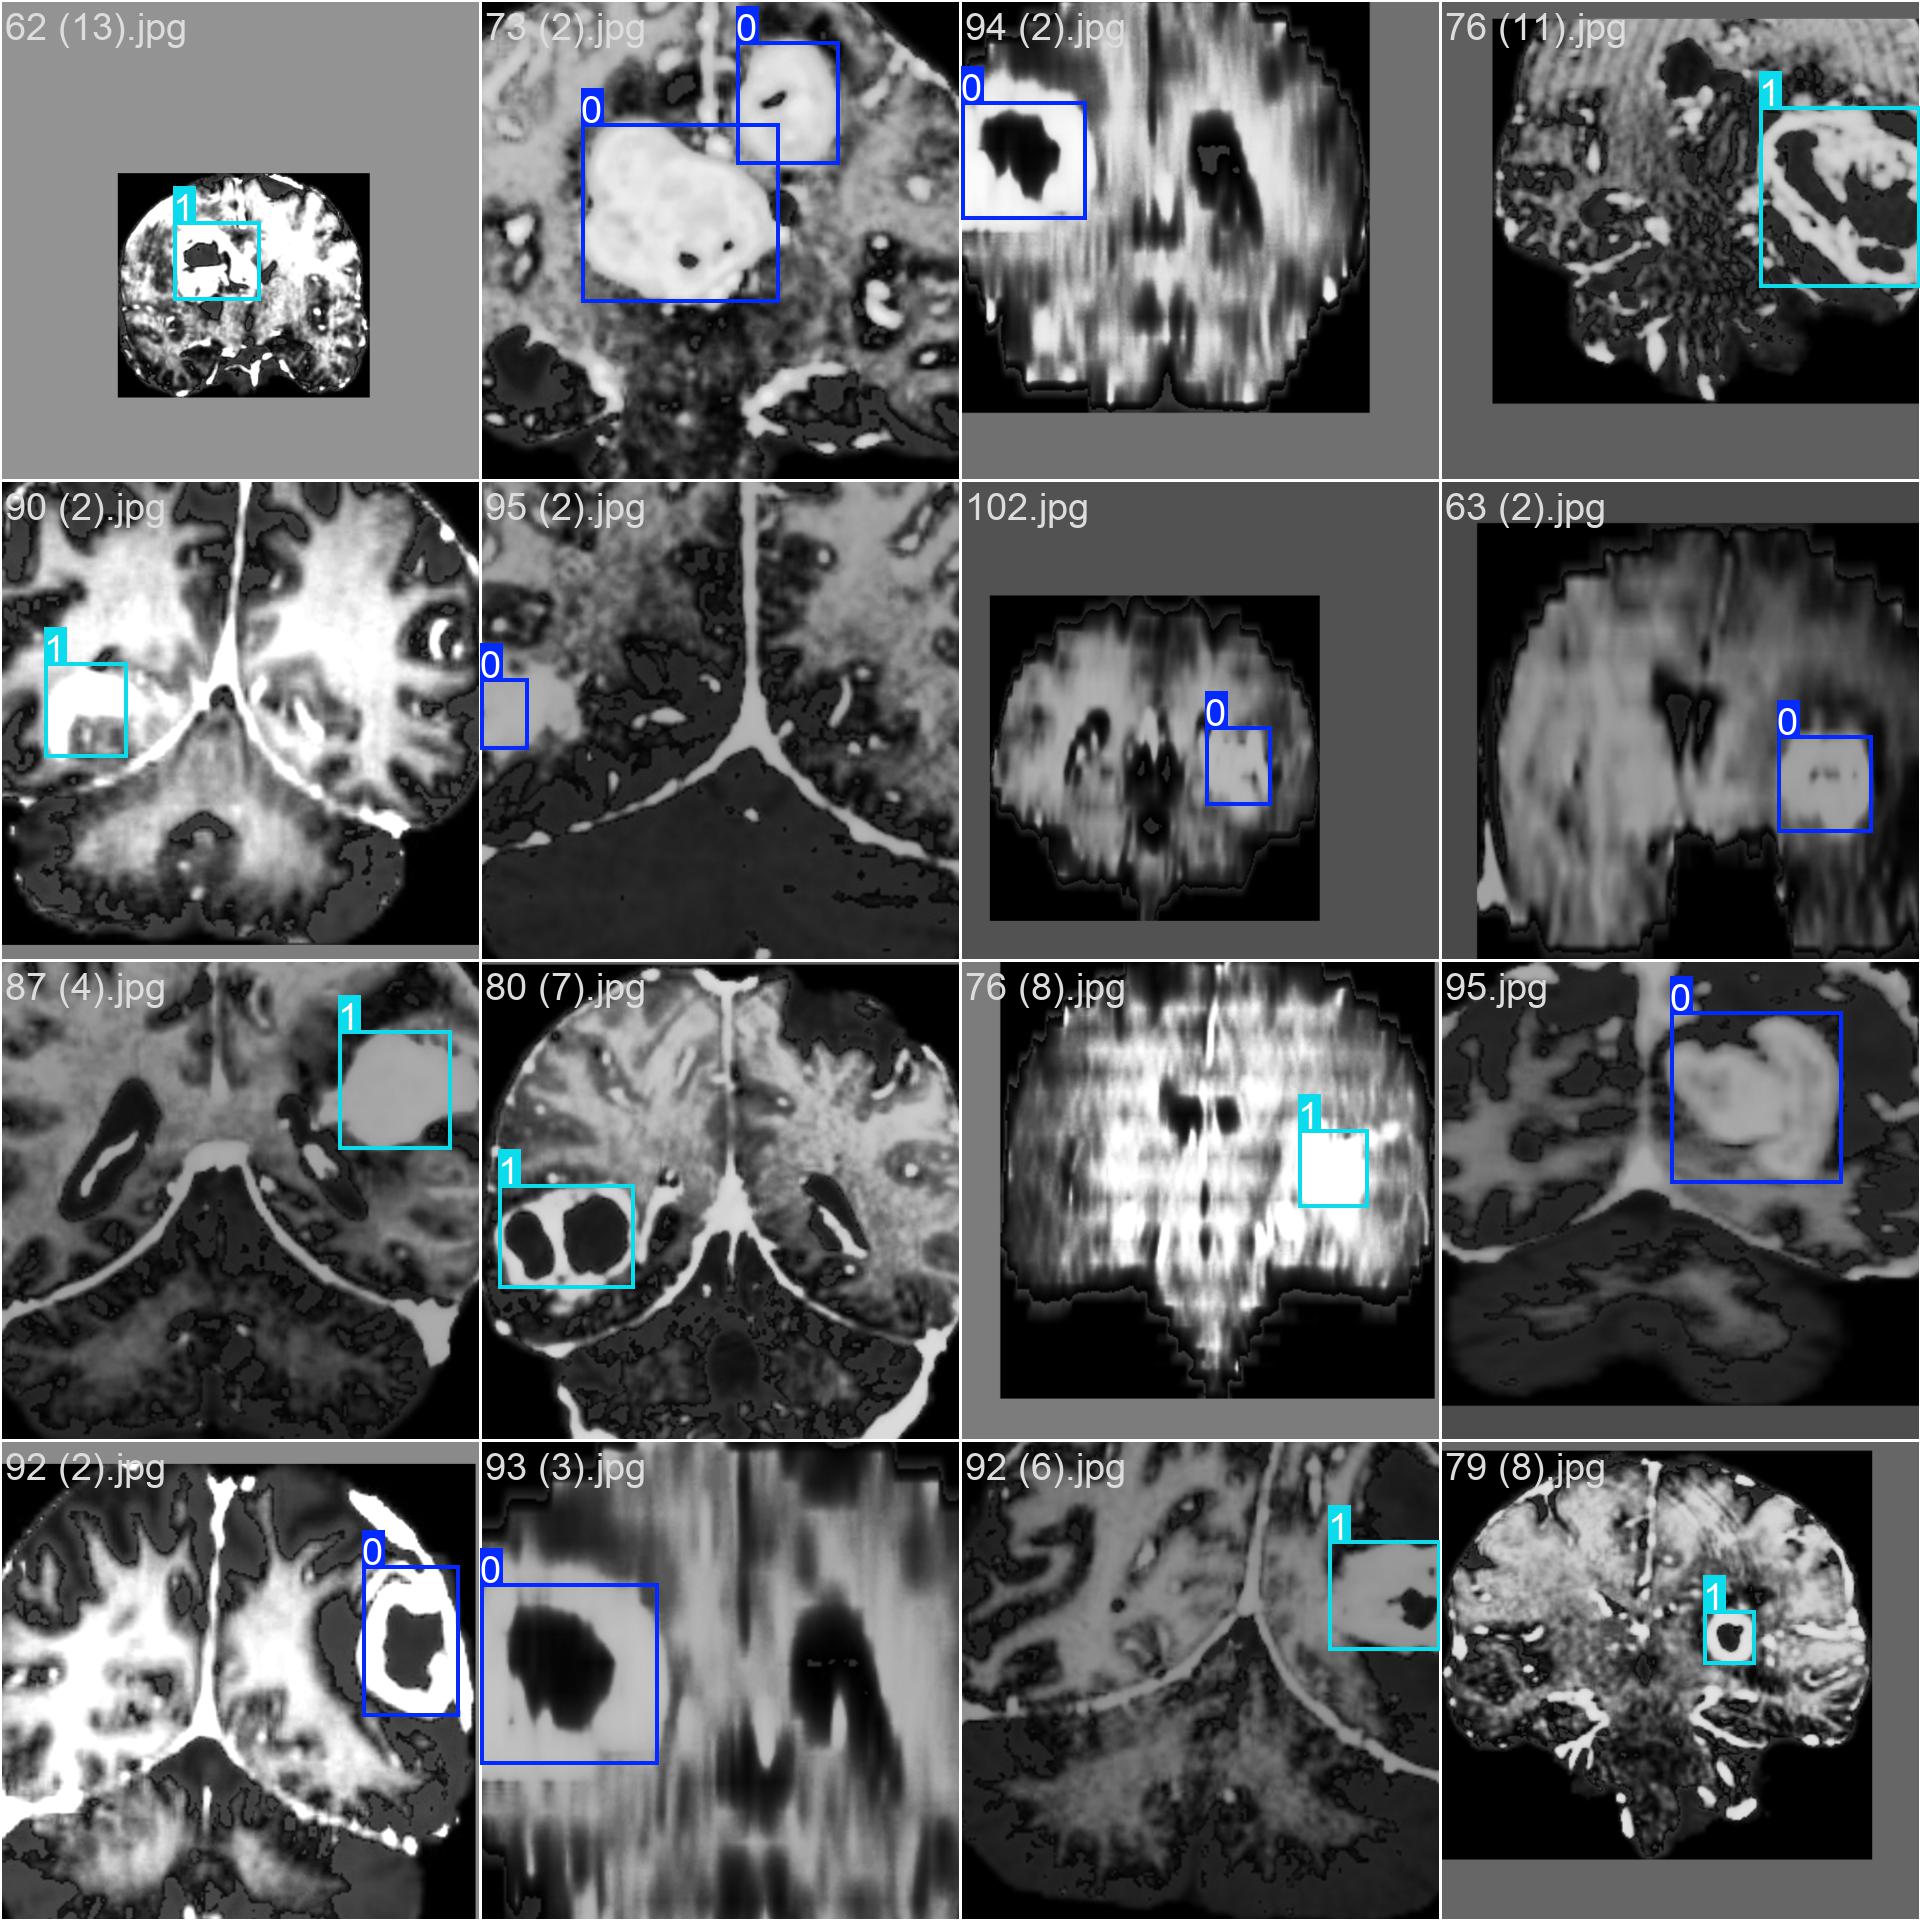 62 (13).jpg
1
73 (2).jpg
0
0
94 (2).jpg
0
76 (11).jpg
1
90 (2).jpg
1
95 (2).jpg
0
102.jpg
0
63 (2).jpg
0
87 (4).jpg
1
80 (7).jpg
1
76 (8).jpg
1
95.jpg
0
92 (2).jpg
0
93 (3).jpg
0
92 (6).jpg
1
79 (8).jpg
1